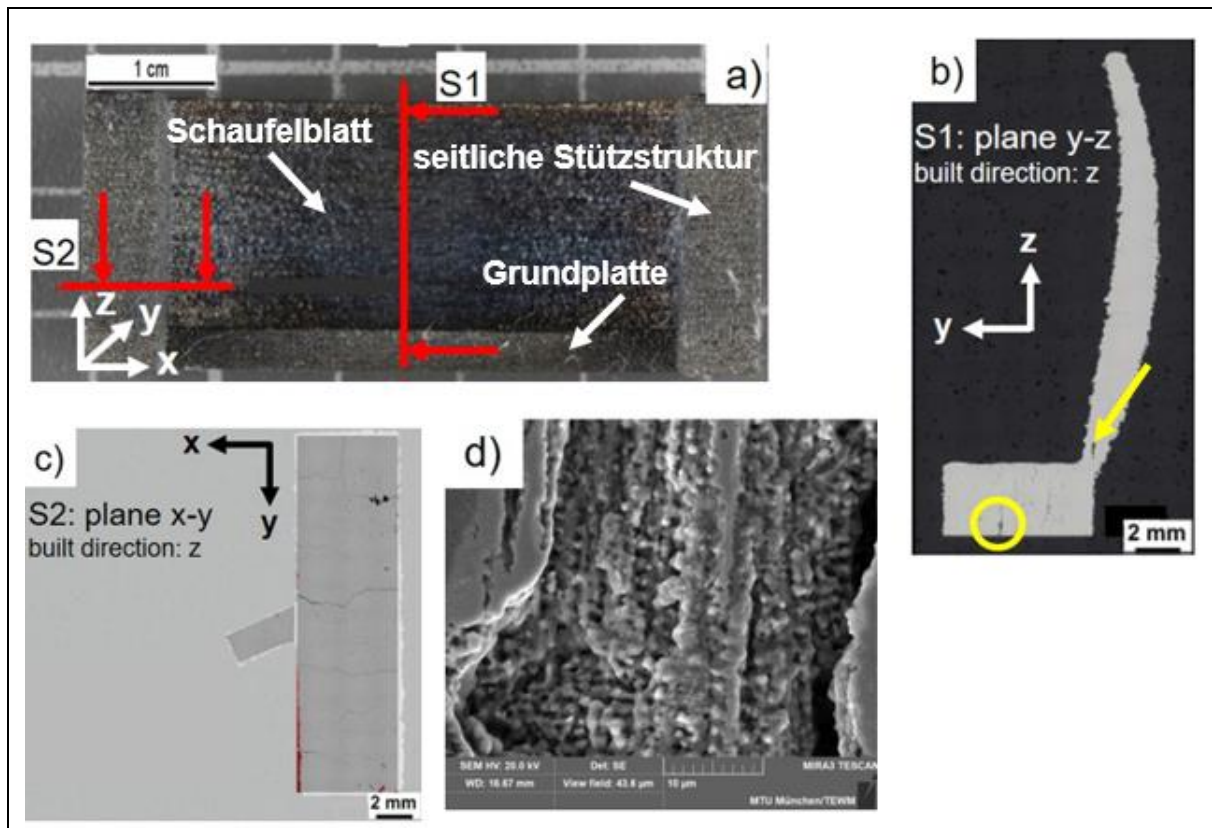 a)
1 cm
S1
Schaufelblatt
seitliche Stützstruktur
S2
Grundplatte
z
y
x
b)
S1: plane y-z
built direction: z
z
y
2 mm
c)
x
y
S2: plane x-y
built direction: z
2 mm
d)
SEM HV: 20.0 kV
Det: SE
MIRA3 TESCAN
WD: 16.67 mm
View field: 43.6 µm
10 µm
MTU München/TEWM